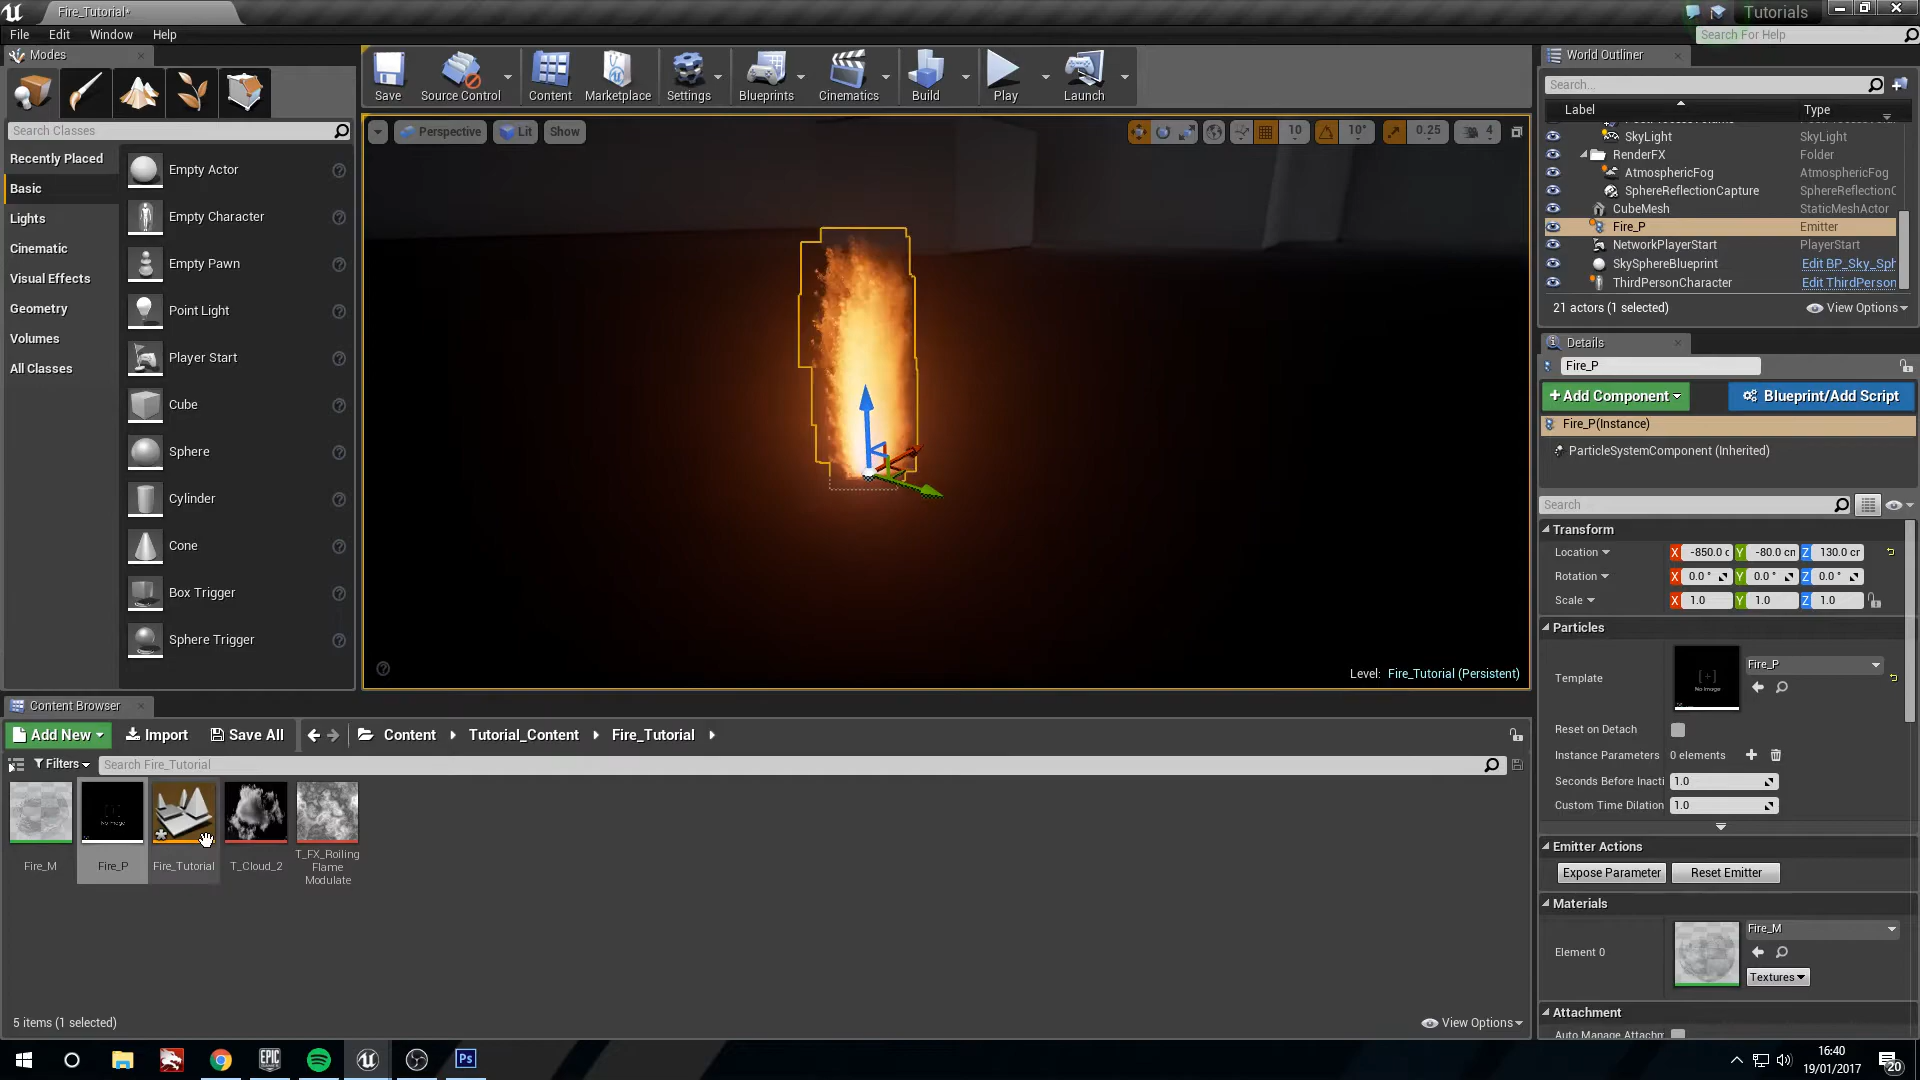 Fire_Tutorial*
Tutorials
File Edit Window Help
Search For Help
Modes
Save
Source Control
Content
Marketplace
Settings
Blueprints
Cinematics
Build
Play
Launch
Search Classes
Recently Placed
Basic
Lights
Cinematic
Visual Effects
Geometry
Volumes
All Classes
Empty Actor
Empty Character
Empty Pawn
Point Light
Player Start
Cube
Sphere
Cylinder
Cone
Box Trigger
Sphere Trigger
Perspective
Lit
Show
10
10°
0.25
4
Level: Fire_Tutorial (Persistent)
World Outliner
Search...
Label
Type
SkyLight SkyLight
RenderFX Folder
AtmosphericFog AtmosphericFog
SphereReflectionCapture SphereReflectionC
CubeMesh StaticMeshActor
Fire_P Emitter
NetworkPlayerStart PlayerStart
SkySphereBlueprint Edit BP_Sky_Sph
ThirdPersonCharacter Edit ThirdPerson
21 actors (1 selected)
View Options
Details
Fire_P
+Add Component
Blueprint/Add Script
Fire_P(Instance)
ParticleSystemComponent (Inherited)
Search
Transform
Location X -850.0 c Y -80.0 cn Z 130.0 cr
Rotation X 0.0 ° Y 0.0 ° Z 0.0 °
Scale X 1.0 Y 1.0 Z 1.0
Particles
Template
No Image
Fire_P
Reset on Detach
Instance Parameters 0 elements
Seconds Before Inacti 1.0
Custom Time Dilation 1.0
Emitter Actions
Expose Parameter
Reset Emitter
Materials
Element 0
Fire_M
Textures
Attachment
Auto Manage Attachm
Content Browser
Add New
Import
Save All
Content
Tutorial_Content
Fire_Tutorial
Filters
Search Fire_Tutorial
Fire_M
Fire_P
Fire_Tutorial
T_Cloud_2
T_FX_Roiling
Flame
Modulate
5 items (1 selected)
View Options
EPIC
GAMES
Ps
16:40
19/01/2017
20